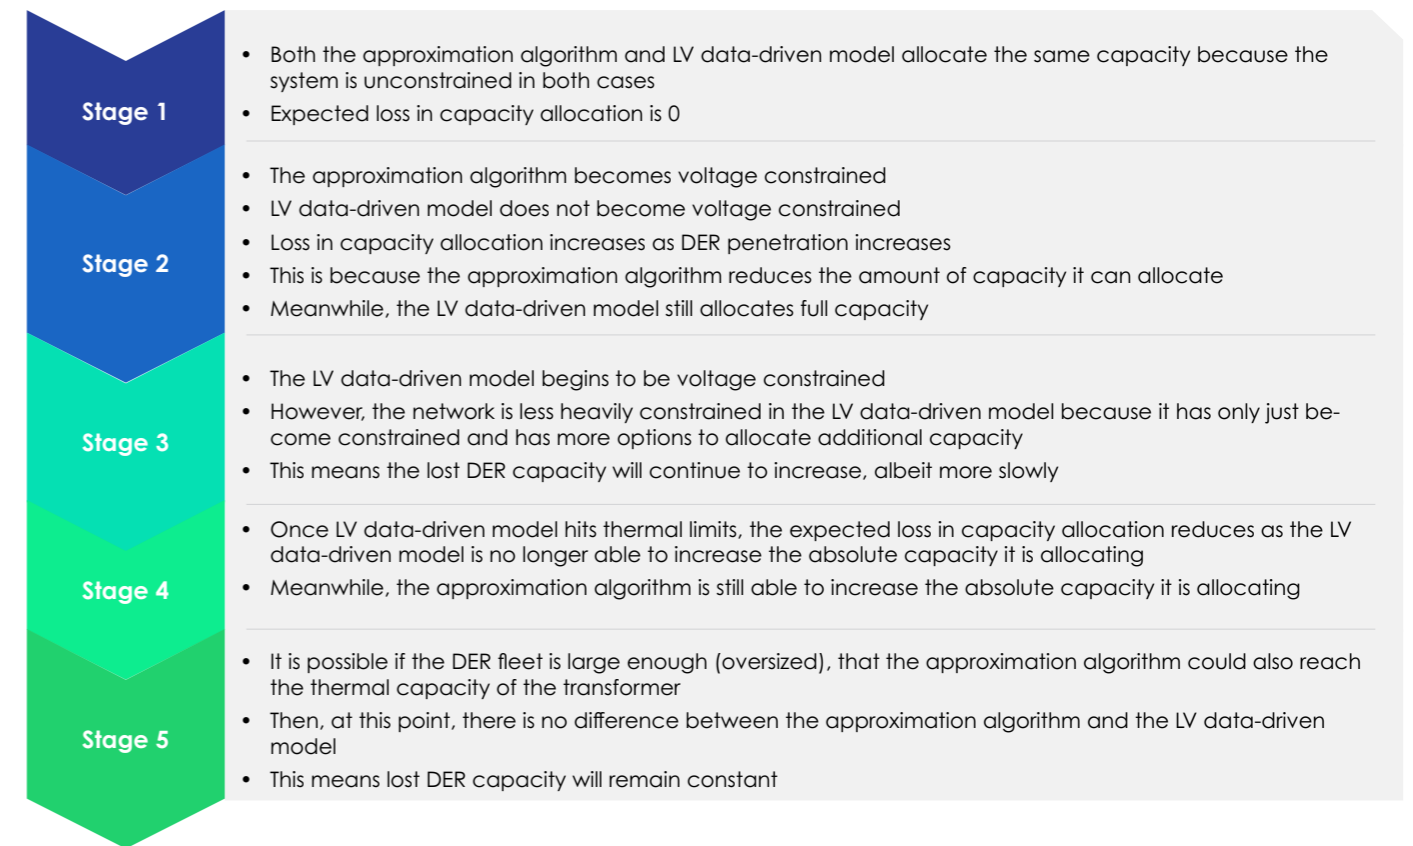 Stage 1
• Both the approximation algorithm and LV data-driven model allocate the same capacity because the
system is unconstrained in both cases
• Expected loss in capacity allocation is 0
Stage 2
• The approximation algorithm becomes voltage constrained
• LV data-driven model does not become voltage constrained
• Loss in capacity allocation increases as DER penetration increases
• This is because the approximation algorithm reduces the amount of capacity it can allocate
• Meanwhile, the LV data-driven model still allocates full capacity
Stage 3
• The LV data-driven model begins to be voltage constrained
• However, the network is less heavily constrained in the LV data-driven model because it has only just be-
come constrained and has more options to allocate additional capacity
• This means the lost DER capacity will continue to increase, albeit more slowly
Stage 4
• Once LV data-driven model hits thermal limits, the expected loss in capacity allocation reduces as the LV
data-driven model is no longer able to increase the absolute capacity it is allocating
• Meanwhile, the approximation algorithm is still able to increase the absolute capacity it is allocating
Stage 5
• It is possible if the DER fleet is large enough (oversized), that the approximation algorithm could also reach
the thermal capacity of the transformer
• Then, at this point, there is no difference between the approximation algorithm and the LV data-driven
model
• This means lost DER capacity will remain constant